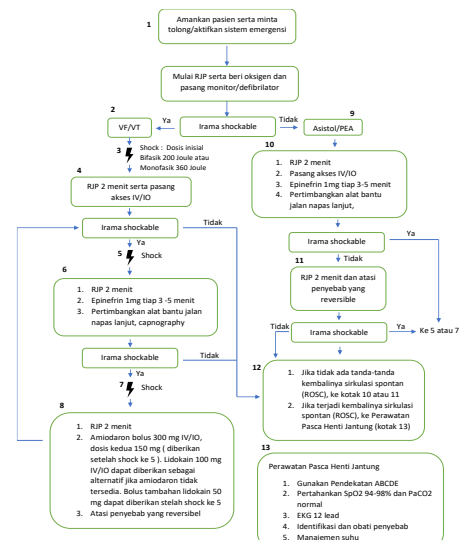 1
Amankan pasien serta minta
tolong/aktifkan sistem emergensi
Mulai RJP serta beri oksigen dan
pasang monitor/defibrilator
2
VF/VT
Ya
Irama shockable
Tidak
9
Asistol/PEA
3
Shock : Dosis inisial
Bifasik 200 Joule atau
Monofasik 360 Joule
4
RJP 2 menit serta pasang
akses IV/IO
Irama shockable
Tidak
Ya
5
Shock
6
1. RJP 2 menit
2. Epinefrin 1mg tiap 3 -5 menit
3. Pertimbangkan alat bantu jalan
napas lanjut, capnography
Irama shockable
Tidak
Ya
7
Shock
8
1. RJP 2 menit
2. Amiodaron bolus 300 mg IV/IO,
dosis kedua 150 mg ( diberikan
setelah shock ke 5 ). Lidokain 100 mg
IV/IO dapat diberikan sebagai
alternatif jika amiodaron tidak
tersedia. Bolus tambahan lidokain 50
mg dapat diberikan stelah shock ke 5
3. Atasi penyebab yang reversibel
10
1. RJP 2 menit
2. Pasang akses IV/IO
3. Epinefrin 1mg tiap 3-5 menit
4. Pertimbangkan alat bantu
jalan napas lanjut,
Irama shockable
Ya
Tidak
11
RJP 2 menit dan atasi
penyebab yang
reversible
Tidak
Irama shockable
Ya
Ke 5 atau 7
12
1. Jika tidak ada tanda-tanda
kembalinya sirkulasi spontan
(ROSC), ke kotak 10 atau 11
2. Jika terjadi kembalinya sirkulasi
spontan (ROSC), ke Perawatan
Pasca Henti Jantung (kotak 13)
13
Perawatan Pasca Henti Jantung
1. Gunakan Pendekatan ABCDE
2. Pertahankan SpO2 94-98% dan PaCO2
normal
3. EKG 12 lead
4. Identifikasi dan obati penyebab
5. Manajemen suhu